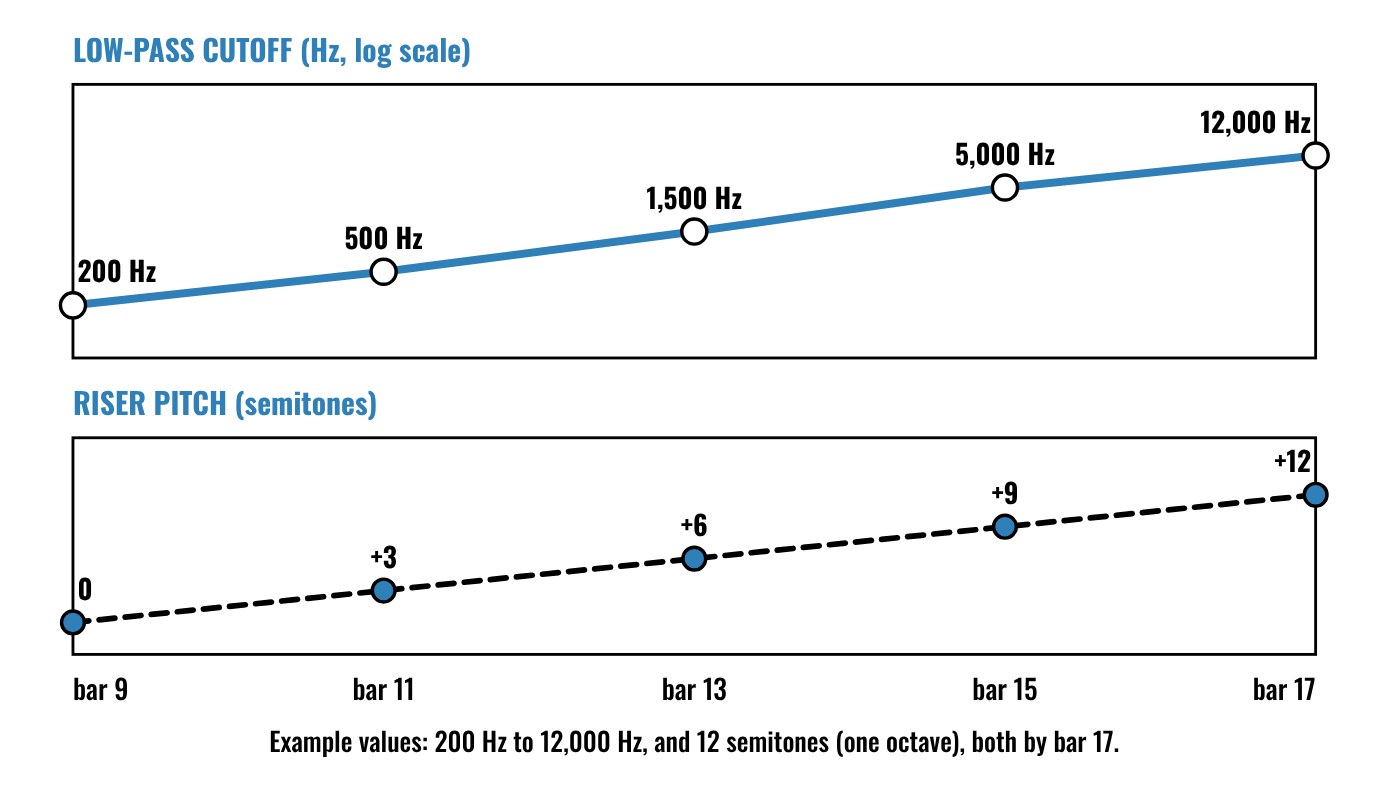 LOW-PASS CUTOFF (Hz, log scale)
12,000 Hz
5,000 Hz
1,500 Hz
500 Hz
200 Hz
RISER PITCH (semitones)
+12
+9
+6
+3
0
bar 9 bar 11 bar 13 bar 15 bar 17
Example values: 200 Hz to 12,000 Hz, and 12 semitones (one octave), both by bar 17.